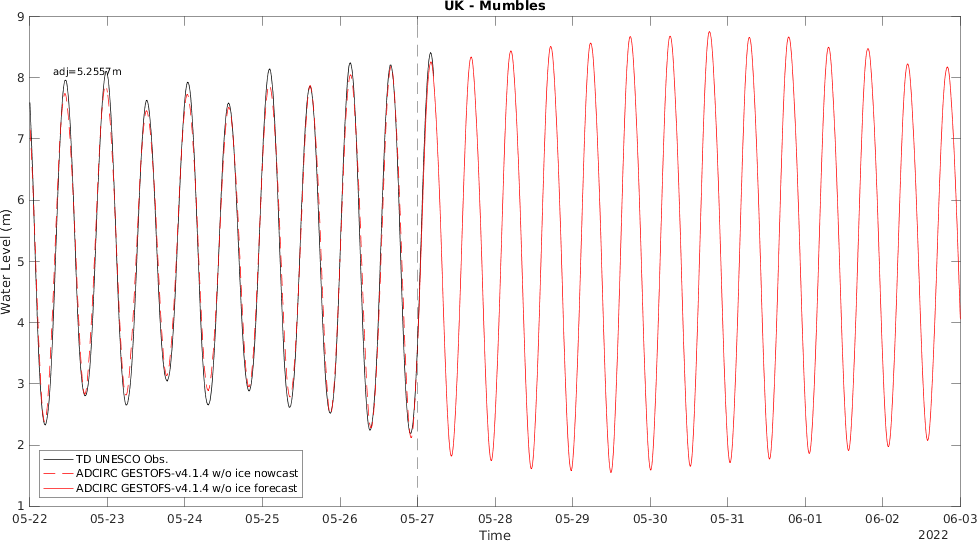 UK - Mumbles
adj=5.2557m
Water Level (m)
9
8
7
6
5
4
3
2
1
TD UNESCO Obs.
ADCIRC GESTOFS-v4.1.4 w/o ice nowcast
ADCIRC GESTOFS-v4.1.4 w/o ice forecast
05-22 05-23 05-24 05-25 05-26 05-27 05-28 05-29 05-30 05-31 06-01 06-02 06-03
Time
2022